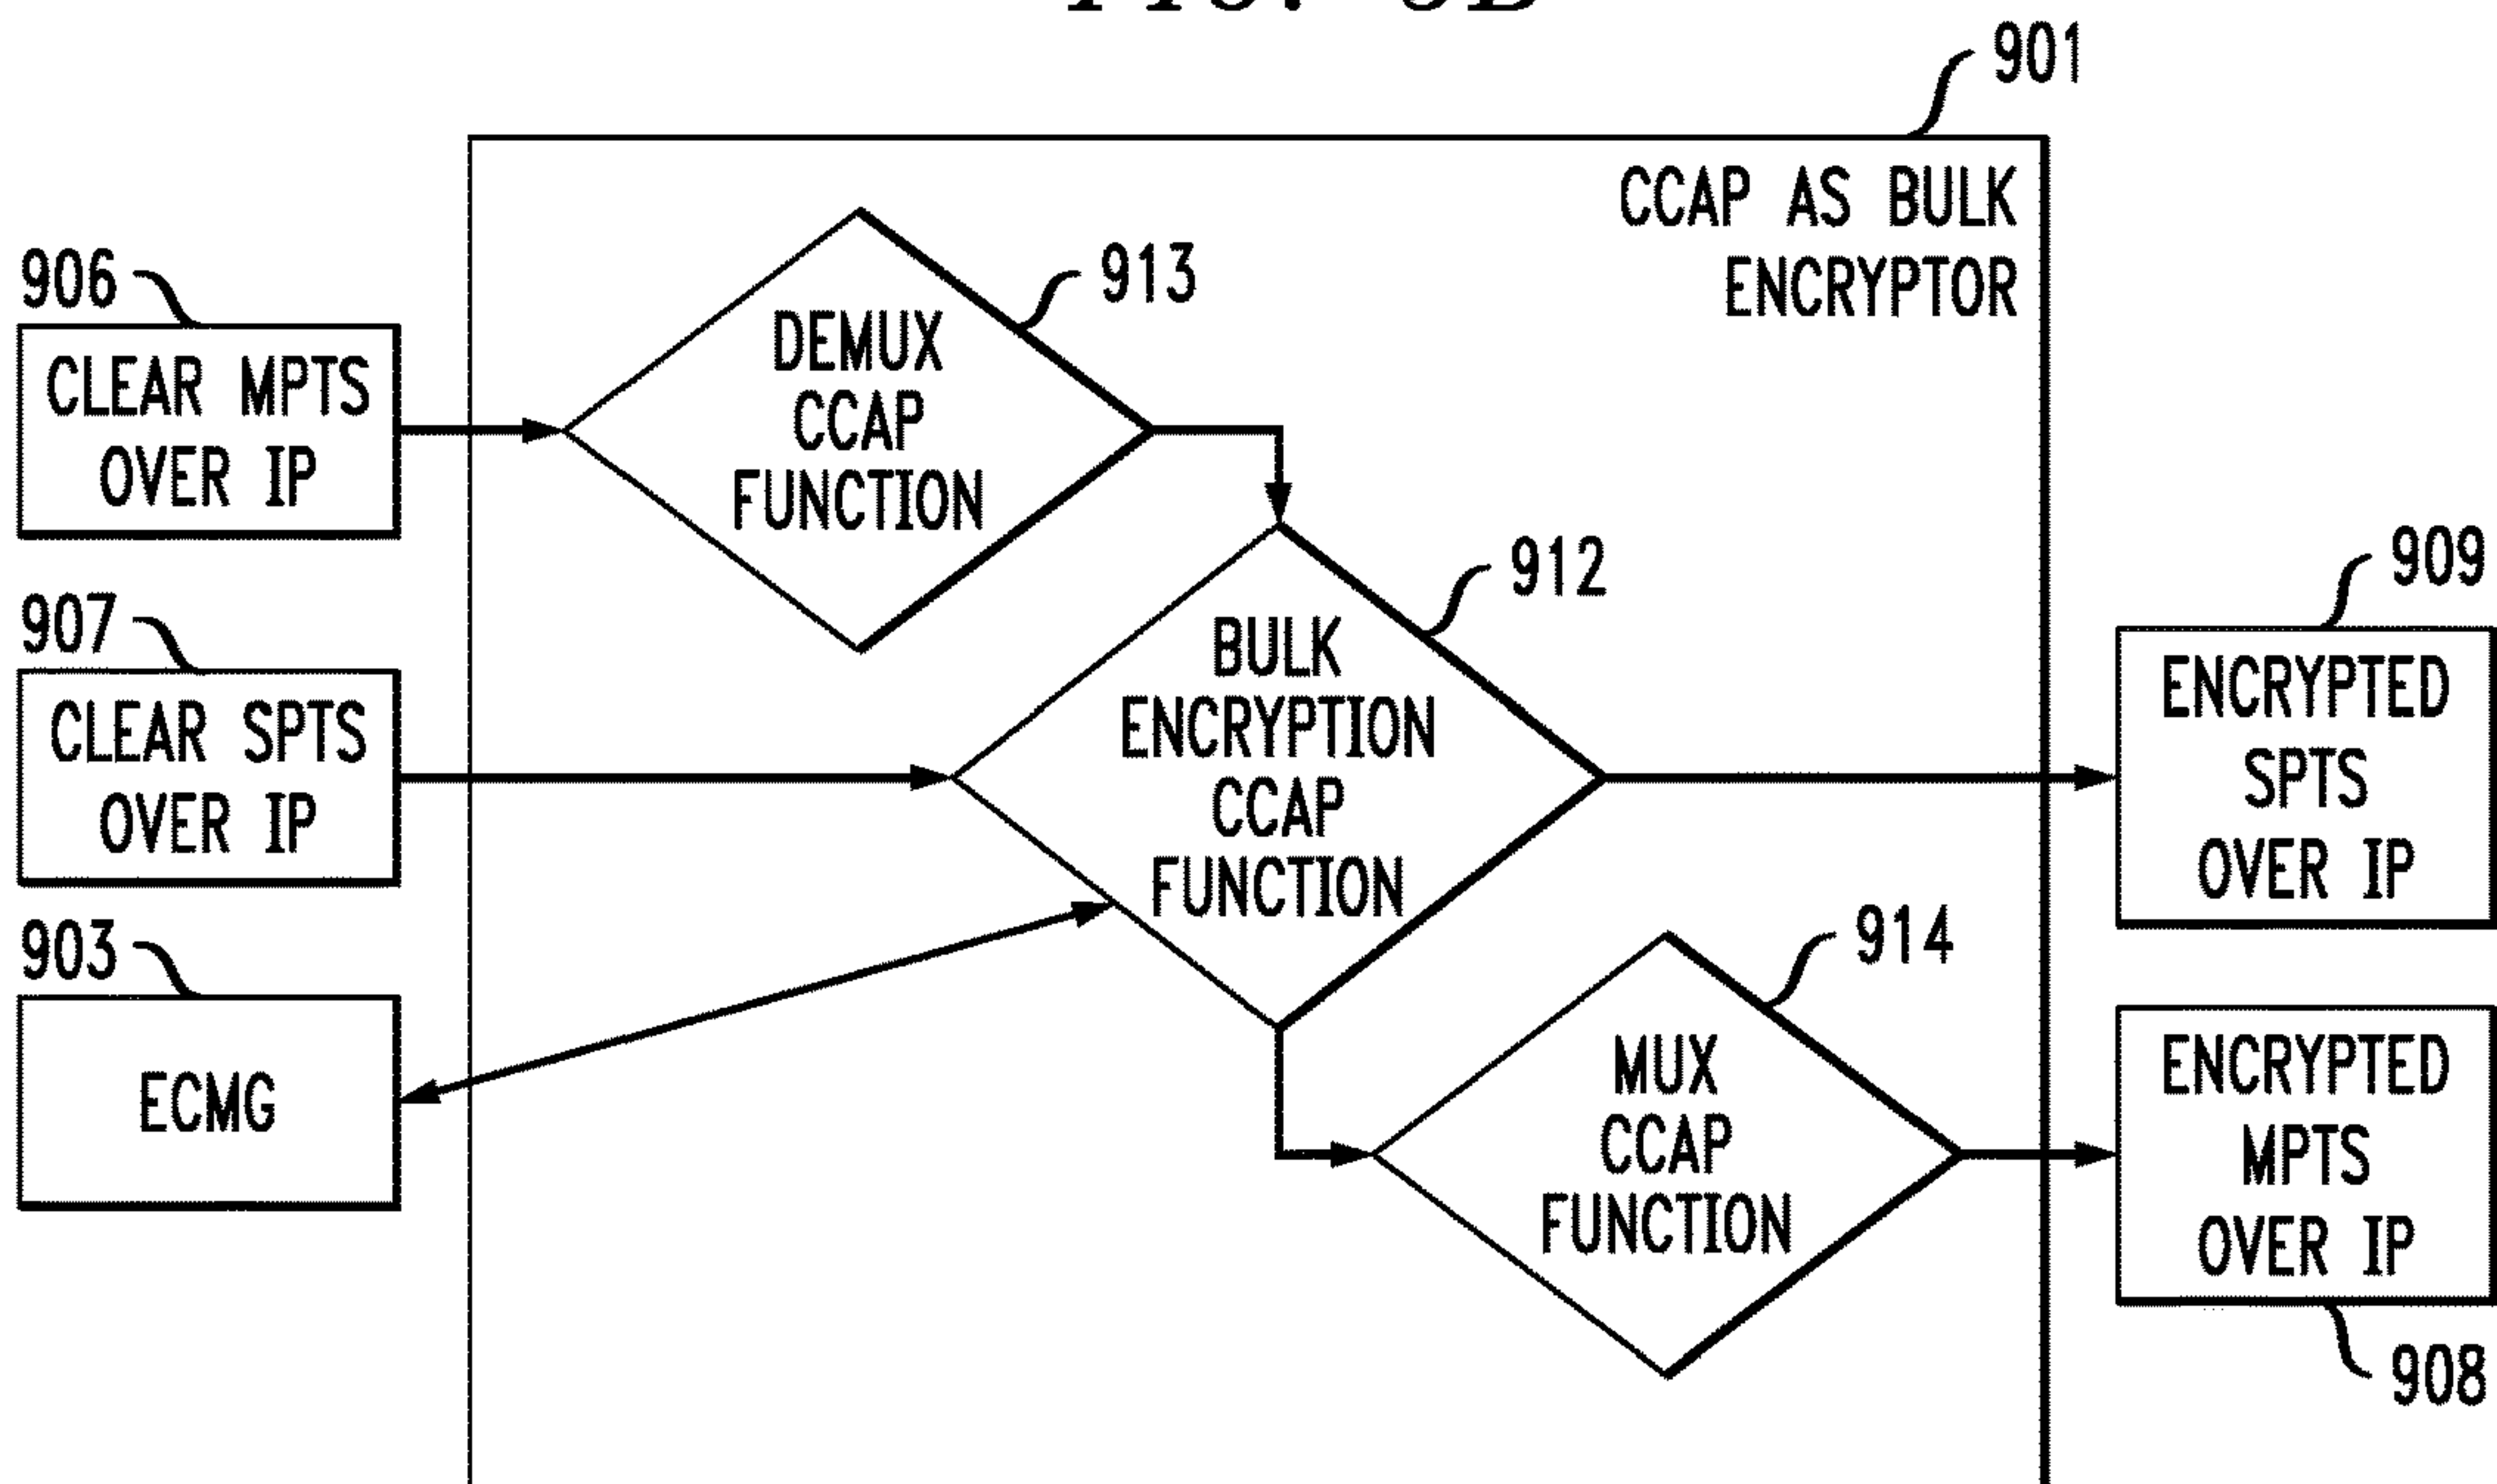 901
CCAP AS BULK
ENCRYPTOR
906
CLEAR MPTS
OVER IP
913
DEMUX
CCAP
FUNCTION
907
CLEAR SPTS
OVER IP
912
BULK
ENCRYPTION
CCAP
FUNCTION
909
ENCRYPTED
SPTS
OVER IP
903
ECMG
914
MUX
CCAP
FUNCTION
ENCRYPTED
MPTS
OVER IP
908